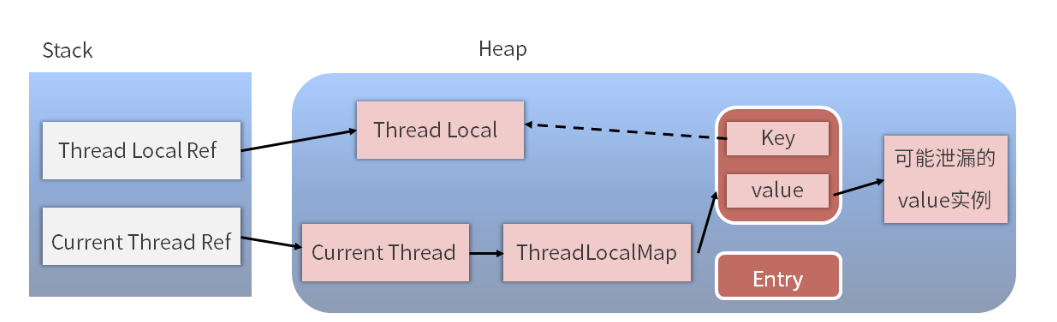 Stack
Heap
Thread Local Ref
Current Thread Ref
Thread Local
Current Thread
ThreadLocalMap
Key
value
Entry
可能泄漏的
value实例